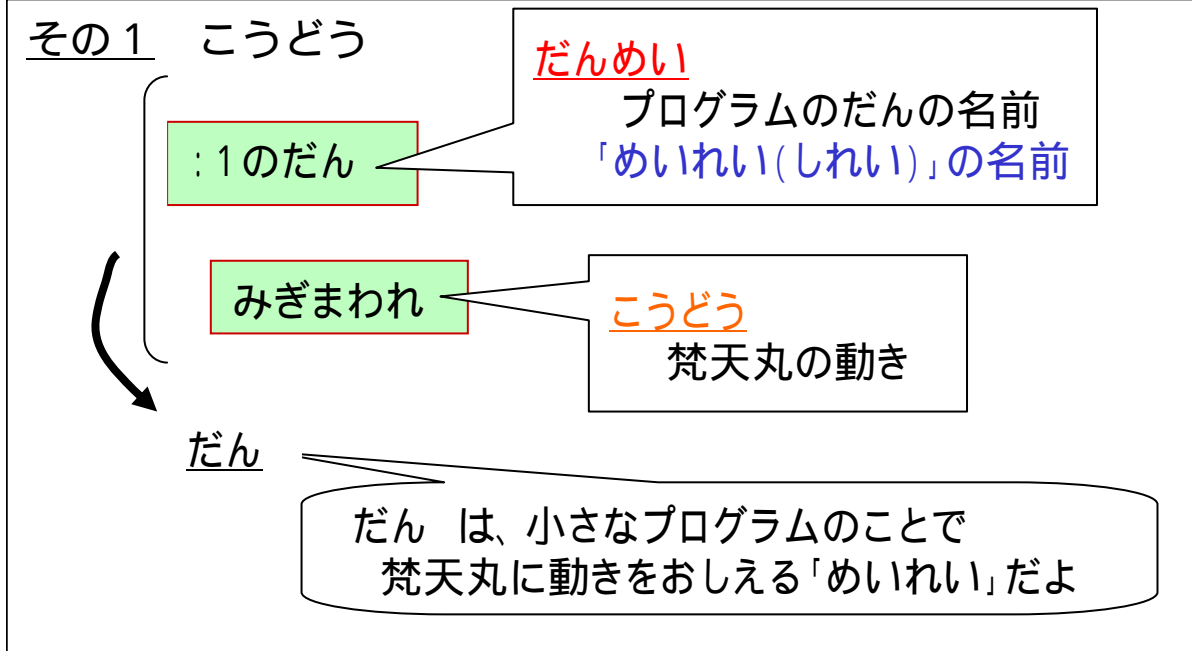 その1 こうどう
だんめい
プログラムのだんの名前
「めいれい(しれい)」の名前
:1のだん
みぎまわれ
こうどう
梵天丸の動き
だん
だん は、小さなプログラムのことで
梵天丸に動きをおしえる「めいれい」だよ